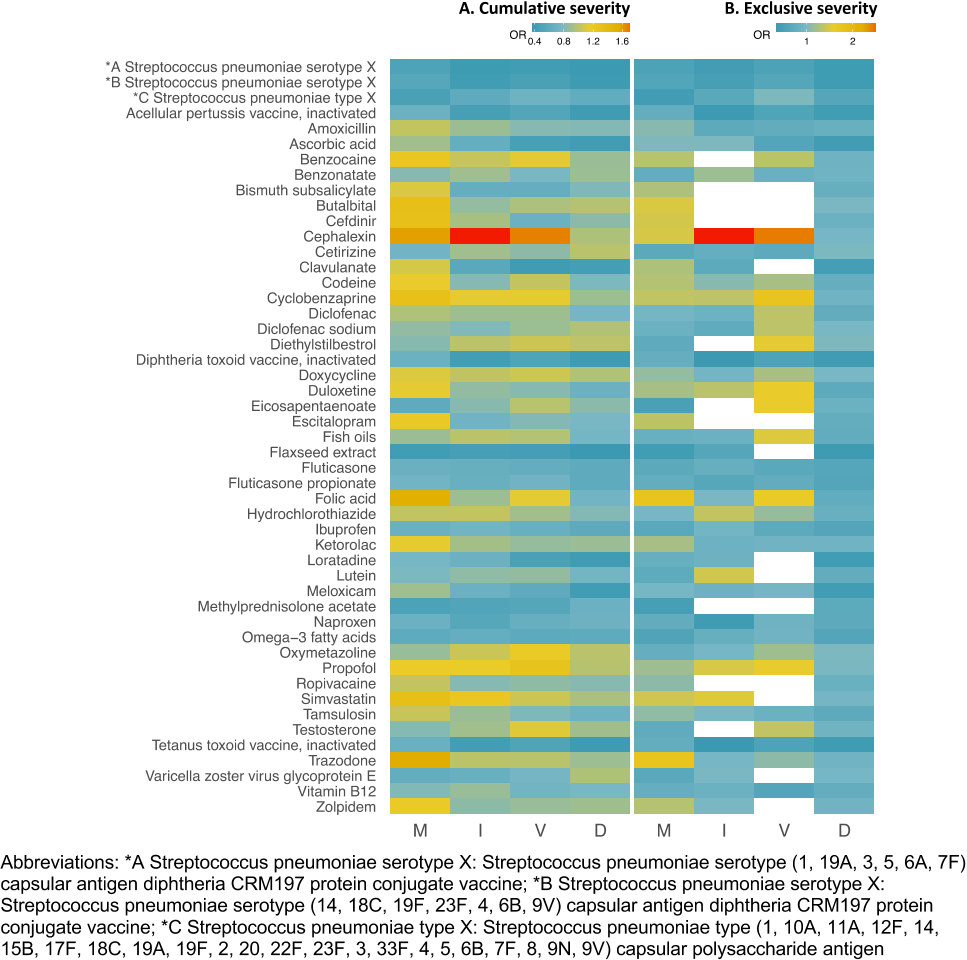 A. Cumulative severity
B. Exclusive severity
OR 0.4 0.8 1.2 1.6
OR 1 2
*A Streptococcus pneumoniae serotype X
*B Streptococcus pneumoniae serotype X
*C Streptococcus pneumoniae type X
Acellular pertussis vaccine, inactivated
Amoxicillin
Ascorbic acid
Benzocaine
Benzonatate
Bismuth subsalicylate
Butalbital
Cefdinir
Cephalexin
Cetirizine
Clavulanate
Codeine
Cyclobenzaprine
Diclofenac
Diclofenac sodium
Diethylstilbestrol
Diphtheria toxoid vaccine, inactivated
Doxycycline
Duloxetine
Eicosapentaenoate
Escitalopram
Fish oils
Flaxseed extract
Fluticasone
Fluticasone propionate
Folic acid
Hydrochlorothiazide
Ibuprofen
Ketorolac
Loratadine
Lutein
Meloxicam
Methylprednisolone acetate
Naproxen
Omega−3 fatty acids
Oxymetazoline
Propofol
Ropivacaine
Simvastatin
Tamsulosin
Testosterone
Tetanus toxoid vaccine, inactivated
Trazodone
Varicella zoster virus glycoprotein E
Vitamin B12
Zolpidem
M I V D M I V D
Abbreviations: *A Streptococcus pneumoniae serotype X: Streptococcus pneumoniae serotype (1, 19A, 3, 5, 6A, 7F)
capsular antigen diphtheria CRM197 protein conjugate vaccine; *B Streptococcus pneumoniae serotype X:
Streptococcus pneumoniae serotype (14, 18C, 19F, 23F, 4, 6B, 9V) capsular antigen diphtheria CRM197 protein
conjugate vaccine; *C Streptococcus pneumoniae type X: Streptococcus pneumoniae type (1, 10A, 11A, 12F, 14,
15B, 17F, 18C, 19A, 19F, 2, 20, 22F, 23F, 3, 33F, 4, 5, 6B, 7F, 8, 9N, 9V) capsular polysaccharide antigen